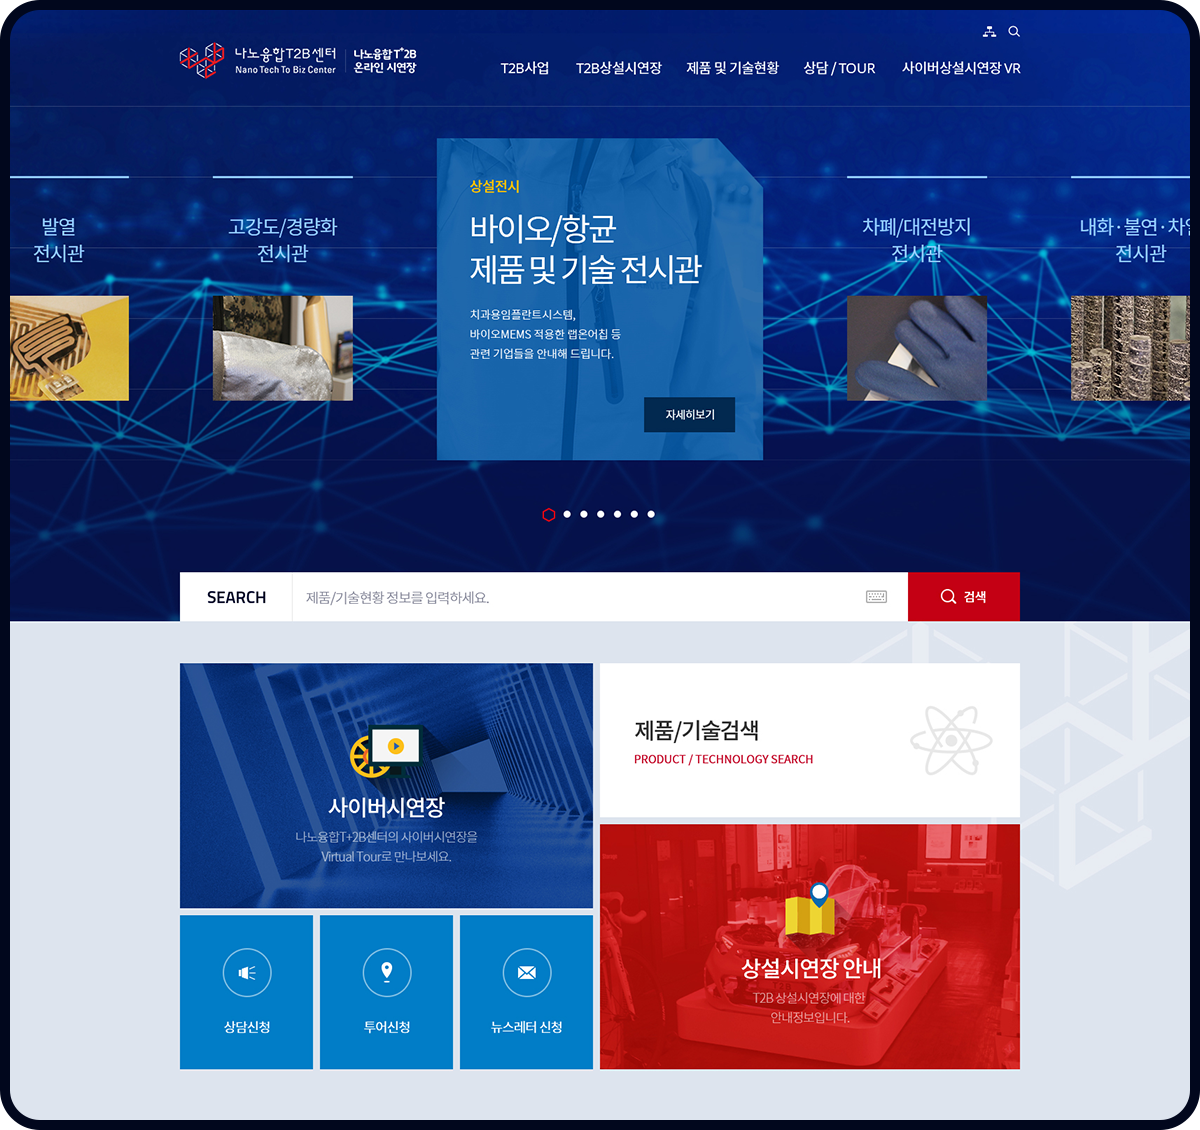 나노융합T2B센터
Nano Tech To Biz Center
나노융합 T+2B
온라인 시연장
T2B사업
T2B상설시연장
제품 및 기술현황
상담 / TOUR
사이버상설시연장 VR
발열
전시관
고강도/경량화
전시관
상설전시
바이오/항균
제품 및 기술 전시관
치과용임플란트시스템,
바이오MEMS 적용한 랩온어칩 등
관련 기업들을 안내해 드립니다.
자세히보기
차폐/대전방지
전시관
내화·불연·차열
전시관
SEARCH
제품/기술현황 정보를 입력하세요.
검색
사이버시연장
나노융합T+2B센터의 사이버시연장을
Virtual Tour로 만나보세요.
제품/기술검색
PRODUCT / TECHNOLOGY SEARCH
상설시연장 안내
T2B 상설시연장에 대한
안내정보입니다.
상담신청
투어신청
뉴스레터 신청